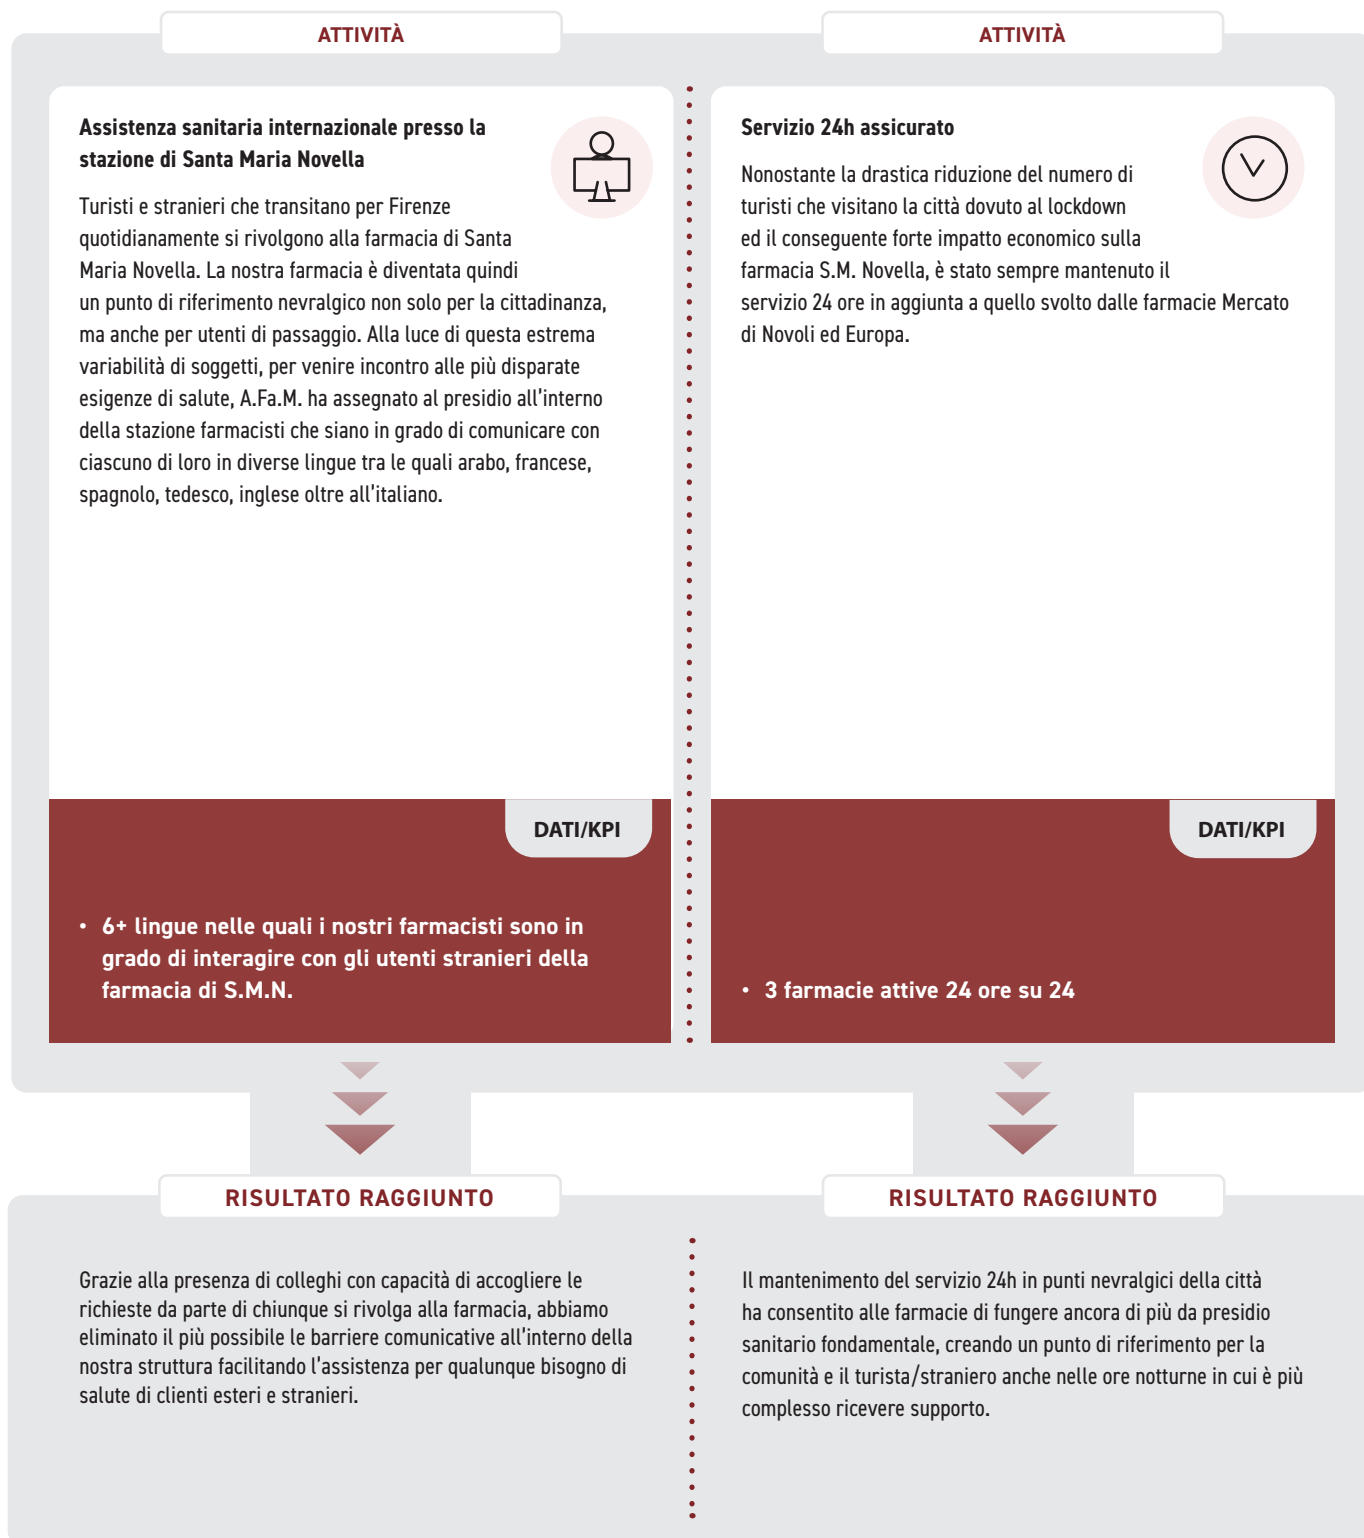 ATTIVITÀ
Assistenza sanitaria internazionale presso la
stazione di Santa Maria Novella
Turisti e stranieri che transitano per Firenze
quotidianamente si rivolgono alla farmacia di Santa
Maria Novella. La nostra farmacia è diventata quindi
un punto di riferimento nevralgico non solo per la cittadinanza,
ma anche per utenti di passaggio. Alla luce di questa estrema
variabilità di soggetti, per venire incontro alle più disparate
esigenze di salute, A.Fa.M. ha assegnato al presidio all'interno
della stazione farmacisti che siano in grado di comunicare con
ciascuno di loro in diverse lingue tra le quali arabo, francese,
spagnolo, tedesco, inglese oltre all'italiano.
DATI/KPI
• 6+ lingue nelle quali i nostri farmacisti sono in
grado di interagire con gli utenti stranieri della
farmacia di S.M.N.
ATTIVITÀ
Servizio 24h assicurato
Nonostante la drastica riduzione del numero di
turisti che visitano la città dovuto al lockdown
ed il conseguente forte impatto economico sulla
farmacia S.M. Novella, è stato sempre mantenuto il
servizio 24 ore in aggiunta a quello svolto dalle farmacie Mercato
di Novoli ed Europa.
DATI/KPI
• 3 farmacie attive 24 ore su 24
RISULTATO RAGGIUNTO
Grazie alla presenza di colleghi con capacità di accogliere le
richieste da parte di chiunque si rivolga alla farmacia, abbiamo
eliminato il più possibile le barriere comunicative all'interno della
nostra struttura facilitando l'assistenza per qualunque bisogno di
salute di clienti esteri e stranieri.
RISULTATO RAGGIUNTO
Il mantenimento del servizio 24h in punti nevralgici della città
ha consentito alle farmacie di fungere ancora di più da presidio
sanitario fondamentale, creando un punto di riferimento per la
comunità e il turista/straniero anche nelle ore notturne in cui è più
complesso ricevere supporto.